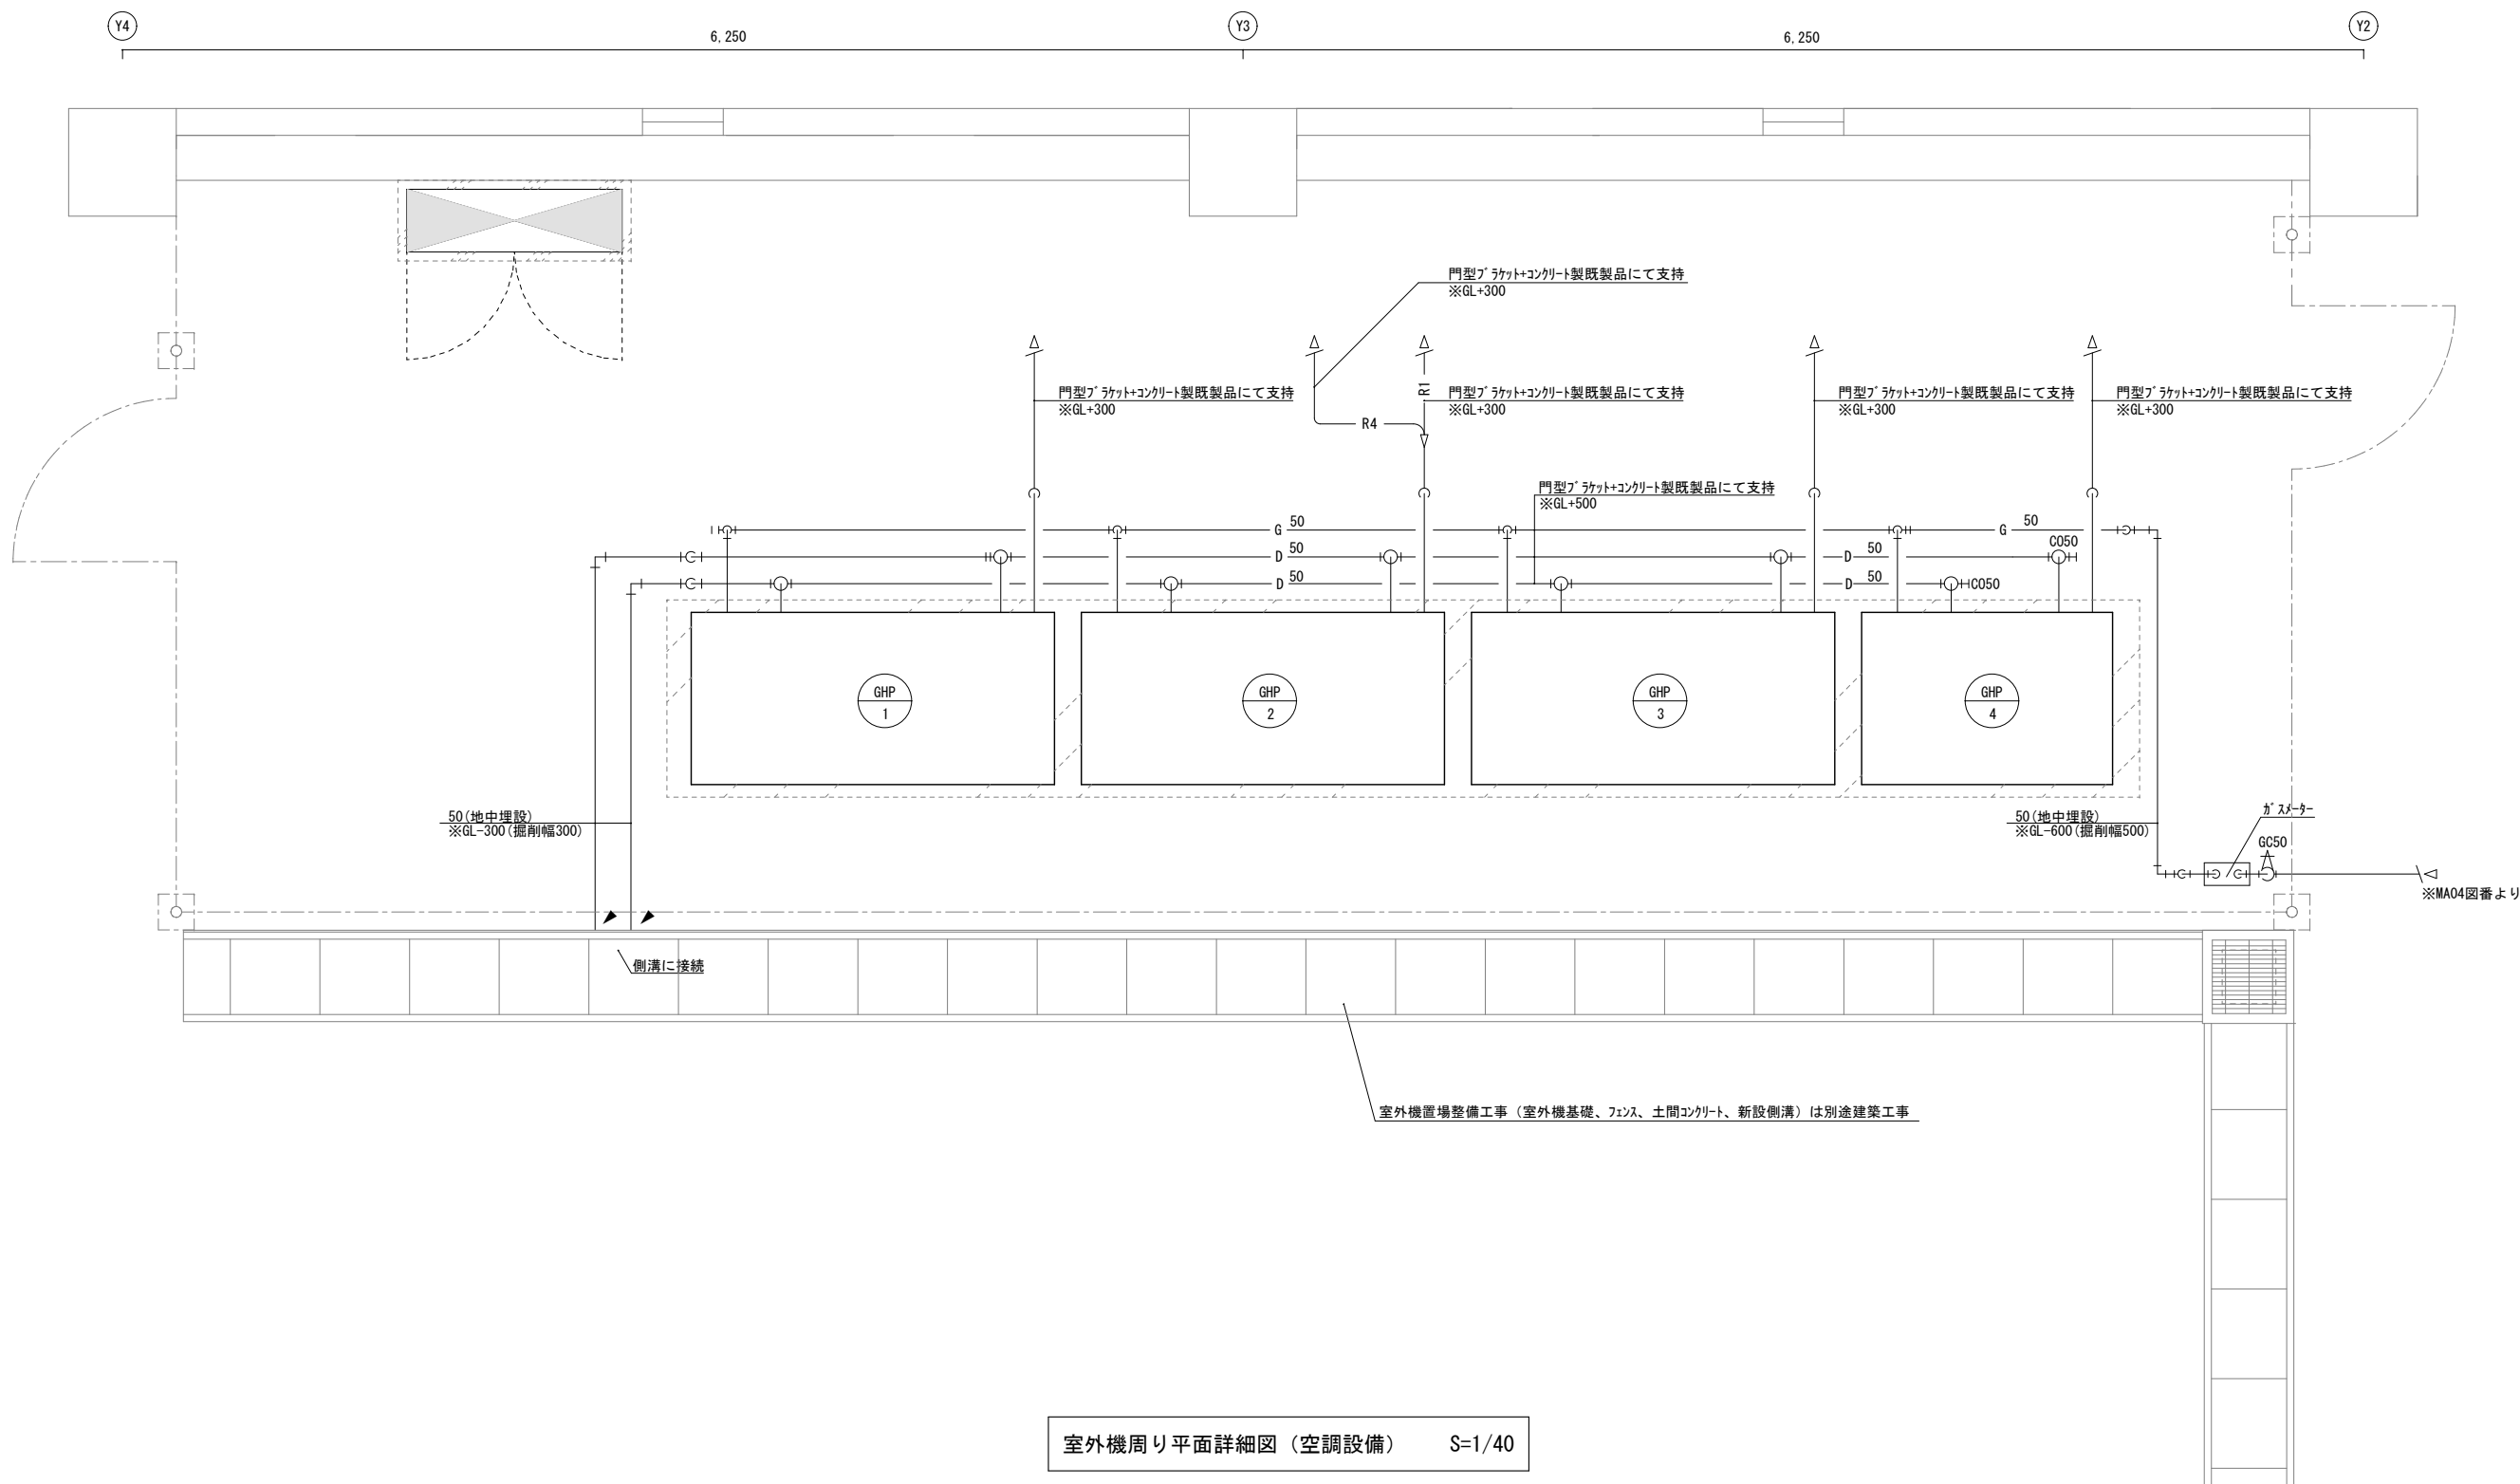 Y4
Y3
Y2
6,250
6,250
門型ブラケット+コンクリート製既製品にて支持
※GL+300
門型ブラケット+コンクリート製既製品にて支持
※GL+300
R1
門型ブラケット+コンクリート製既製品にて支持
※GL+300
門型ブラケット+コンクリート製既製品にて支持
※GL+300
門型ブラケット+コンクリート製既製品にて支持
※GL+300
R4
門型ブラケット+コンクリート製既製品にて支持
※GL+500
G
50
G
50
D
50
D
50
CO50
D
50
D
50
CO50
GHP
1
GHP
2
GHP
3
GHP
4
50(地中埋設)
※GL-300(掘削幅300)
50(地中埋設)
※GL-600(掘削幅500)
ガスメーター
GC50
※MA04図番より
側溝に接続
室外機置場整備工事（室外機基礎、フェンス、土間コンクリート、新設側溝）は別途建築工事
室外機周り平面詳細図（空調設備） S=1/40